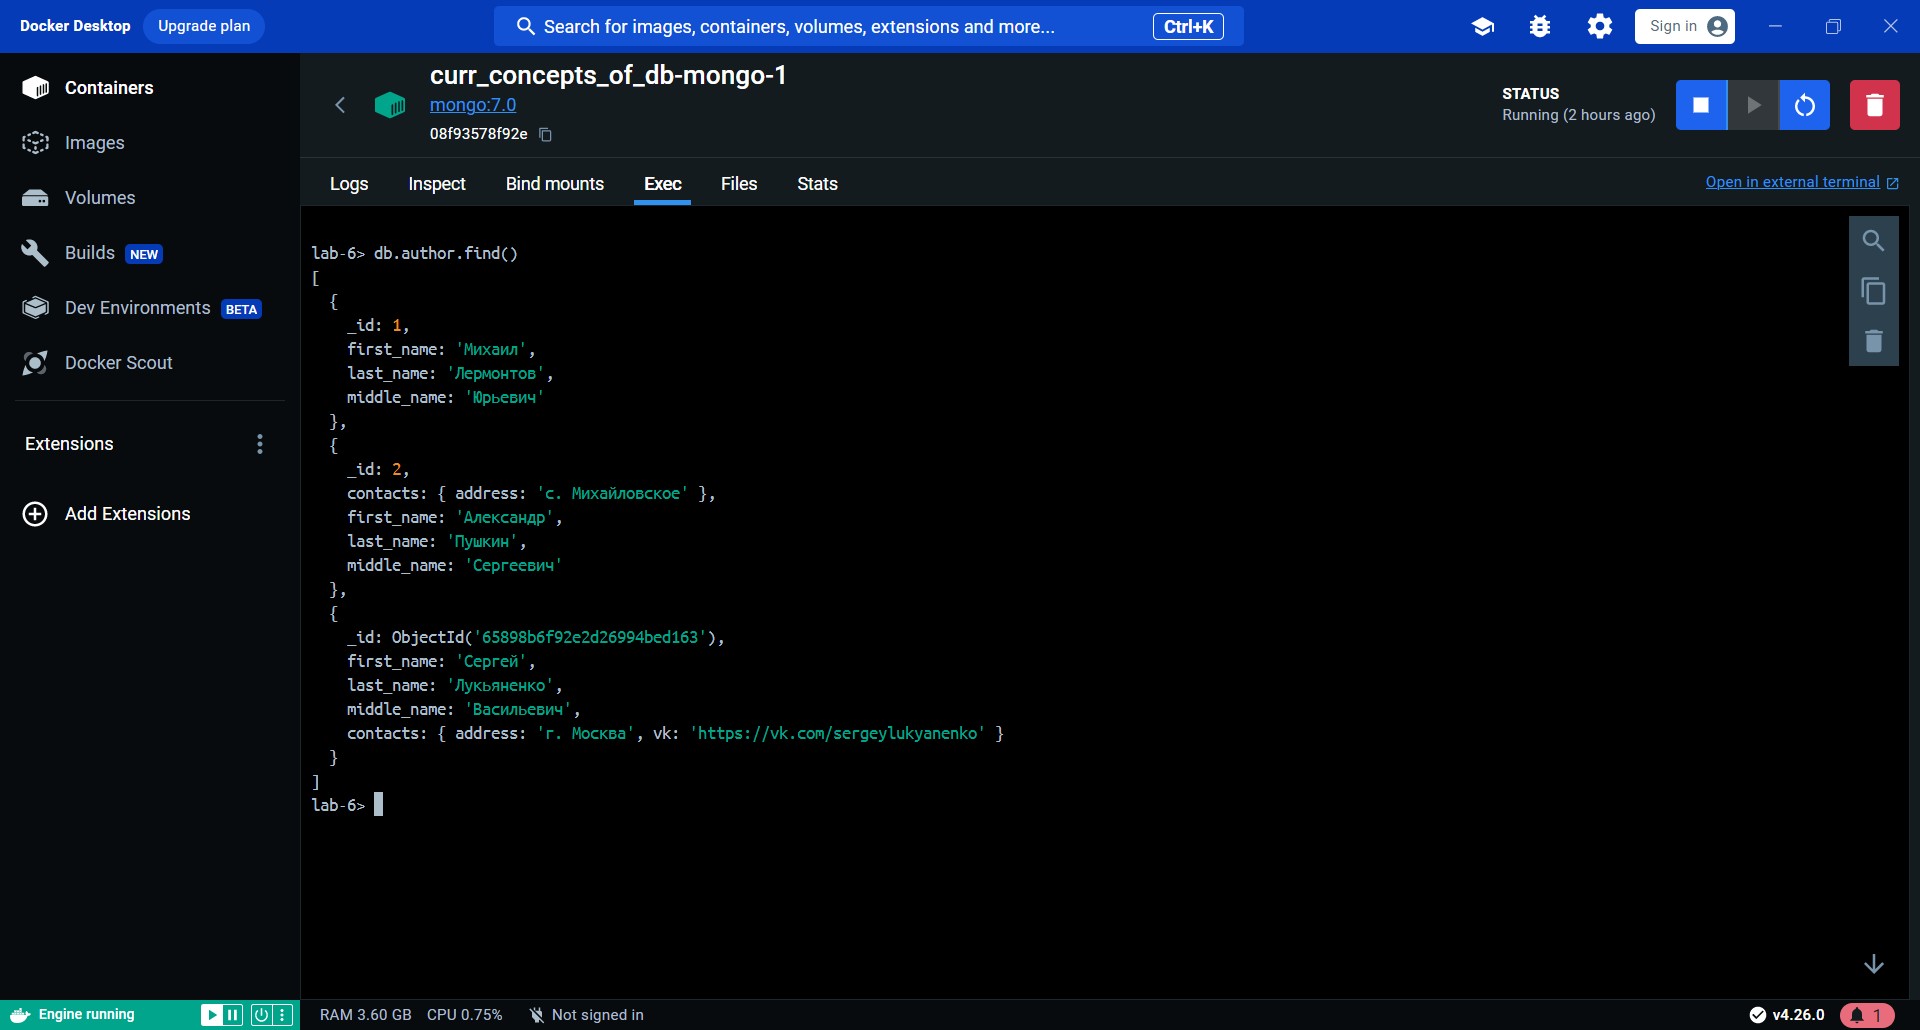 Docker Desktop Upgrade plan Search for images, containers, volumes, extensions and more... Ctrl+K Sign in
Containers
Images
Volumes
Builds NEW
Dev Environments BETA
Docker Scout
Extensions
Add Extensions
curr_concepts_of_db-mongo-1
mongo:7.0
08f93578f92e
STATUS
Running (2 hours ago)
Logs Inspect Bind mounts Exec Files Stats Open in external terminal
lab-6> db.author.find()
[
  {
    _id: 1,
    first_name: 'Михаил',
    last_name: 'Лермонтов',
    middle_name: 'Юрьевич'
  },
  {
    _id: 2,
    contacts: { address: 'с. Михайловское' },
    first_name: 'Александр',
    last_name: 'Пушкин',
    middle_name: 'Сергеевич'
  },
  {
    _id: ObjectId('65898b6f92e2d26994bed163'),
    first_name: 'Сергей',
    last_name: 'Лукьяненко',
    middle_name: 'Васильевич',
    contacts: { address: 'г. Москва', vk: 'https://vk.com/sergeylukyanenko' }
  }
]
lab-6>
Engine running RAM 3.60 GB CPU 0.75% Not signed in v4.26.0 1